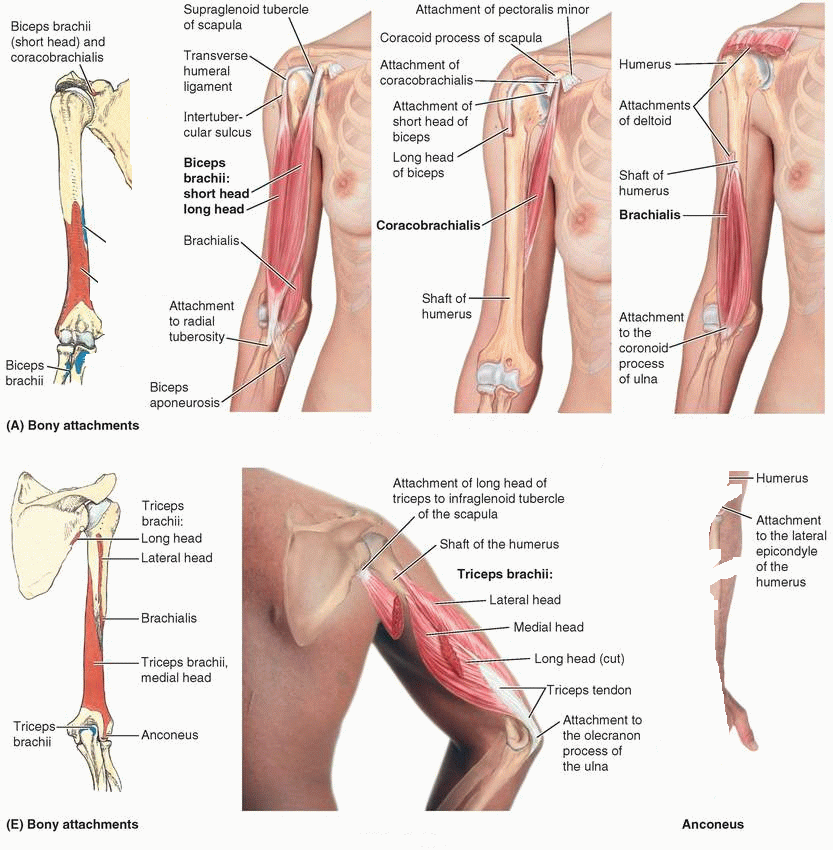 Biceps brachii
(short head) and
coracobrachialis
Biceps
brachii
(A) Bony attachments
Supraglenoid tubercle
of scapula
Transverse
humeral
ligament
Intertuber-
cular sulcus
Biceps
brachii:
short head
long head
Brachialis
Attachment
to radial
tuberosity
Biceps
aponeurosis
Attachment of pectoralis minor
Coracoid process of scapula
Attachment of
coracobrachialis
Attachment of
short head of
biceps
Long head
of biceps
Coracobrachialis
Shaft of
humerus
Humerus
Attachments
of deltoid
Shaft of
humerus
Brachialis
Attachment
to the
coronoid
process
of ulna
Triceps
brachii:
Long head
Lateral head
Brachialis
Triceps brachii,
medial head
Triceps
brachii
Anconeus
(E) Bony attachments
Attachment of long head of
triceps to infraglenoid tubercle
of the scapula
Shaft of the humerus
Triceps brachii:
Lateral head
Medial head
Long head (cut)
Triceps tendon
Attachment to
the olecranon
process of
the ulna
Humerus
Attachment
to the lateral
epicondyle
of the
humerus
Anconeus